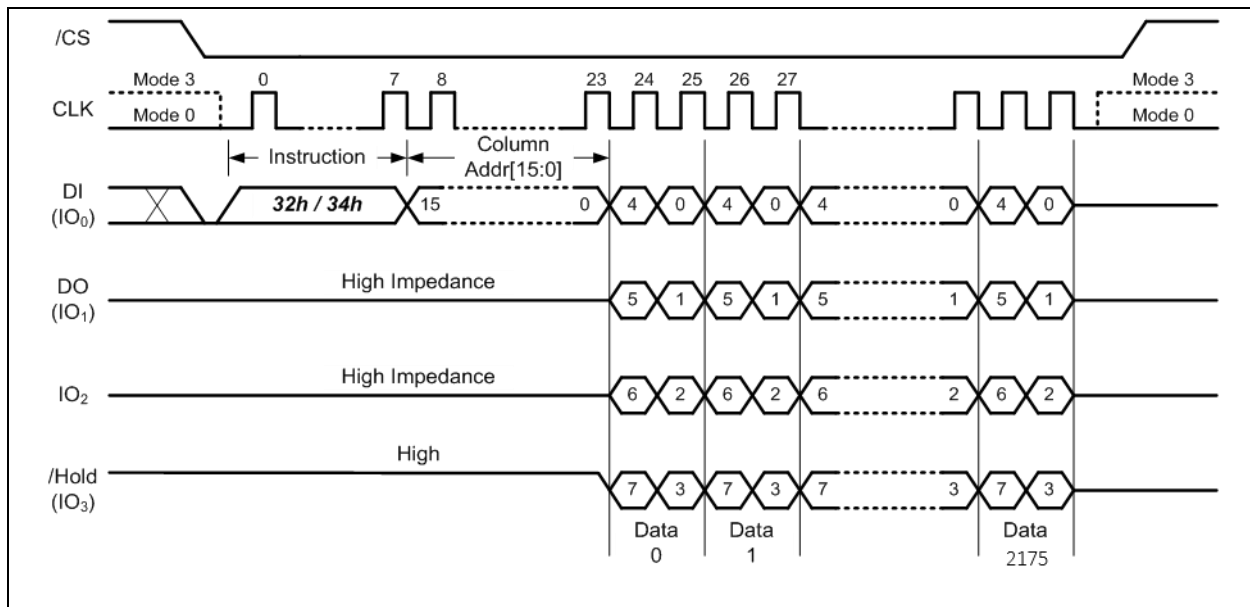 /CS
Mode 3 0 7 8 23 24 25 26 27 Mode 3
CLK
Mode 0 Mode 0
Instruction Column
Addr[15:0]
DI
(IO₀)
32h / 34h 15 0 4 0 4 0 4 0 4 0
High Impedance
DO
(IO₁)
5 1 5 1 5 1 5 1
High Impedance
IO₂ 6 2 6 2 6 2 6 2
High
/Hold
(IO₃)
7 3 7 3 7 3 7 3
Data Data Data
0 1 2175